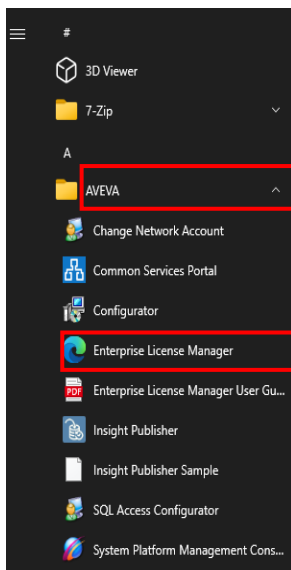 #
3D Viewer
7-Zip
A
AVEVA
Change Network Account
Common Services Portal
Configurator
Enterprise License Manager
PDF
Enterprise License Manager User Gu...
Insight Publisher
Insight Publisher Sample
SQL Access Configurator
System Platform Management Cons...